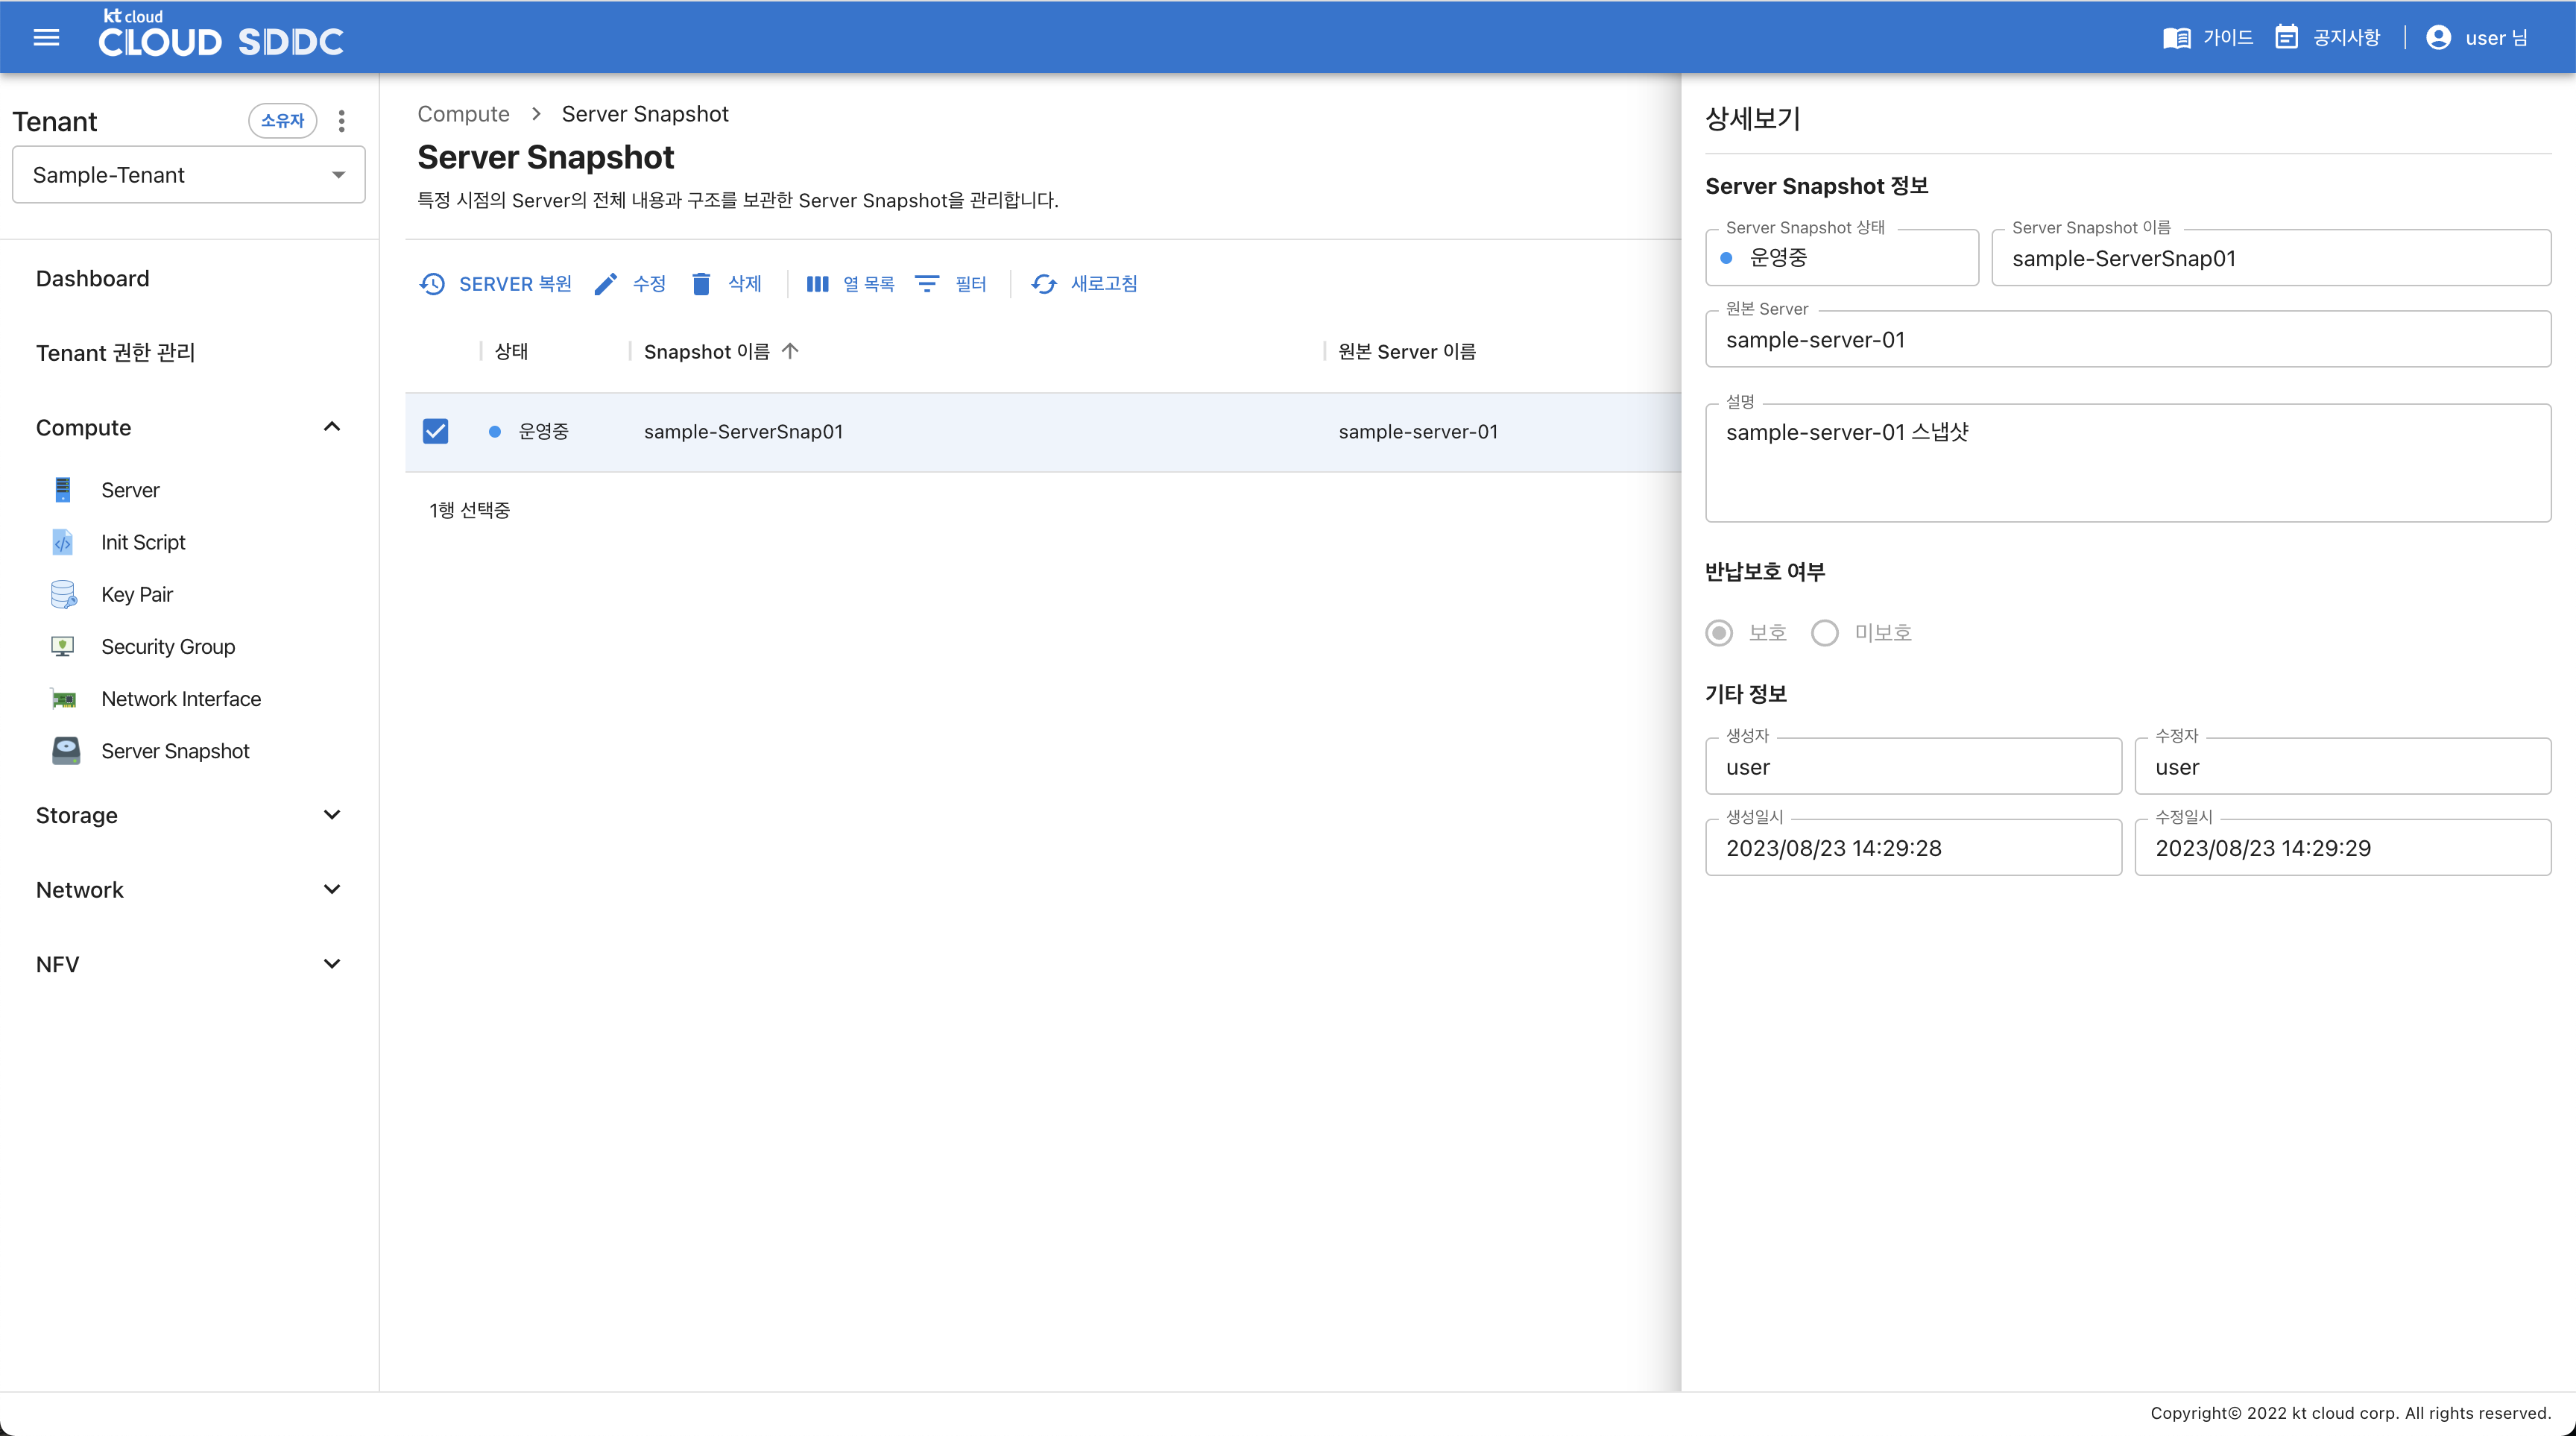 kt cloud
CLOUD SDDC
가이드
공지사항
user 님
Tenant
소유자
Sample-Tenant
Dashboard
Tenant 권한 관리
Compute
Server
Init Script
Key Pair
Security Group
Network Interface
Server Snapshot
Storage
Network
NFV
Compute > Server Snapshot
Server Snapshot
특정 시점의 Server의 전체 내용과 구조를 보관한 Server Snapshot을 관리합니다.
SERVER 복원 수정 삭제 열 목록 필터 새로고침
상태 Snapshot 이름 원본 Server 이름
운영중 sample-ServerSnap01 sample-server-01
1행 선택중
상세보기
Server Snapshot 정보
Server Snapshot 상태
운영중
Server Snapshot 이름
sample-ServerSnap01
원본 Server
sample-server-01
설명
sample-server-01 스냅샷
반납보호 여부
보호 미보호
기타 정보
생성자
user
수정자
user
생성일시
2023/08/23 14:29:28
수정일시
2023/08/23 14:29:29
Copyright© 2022 kt cloud corp. All rights reserved.